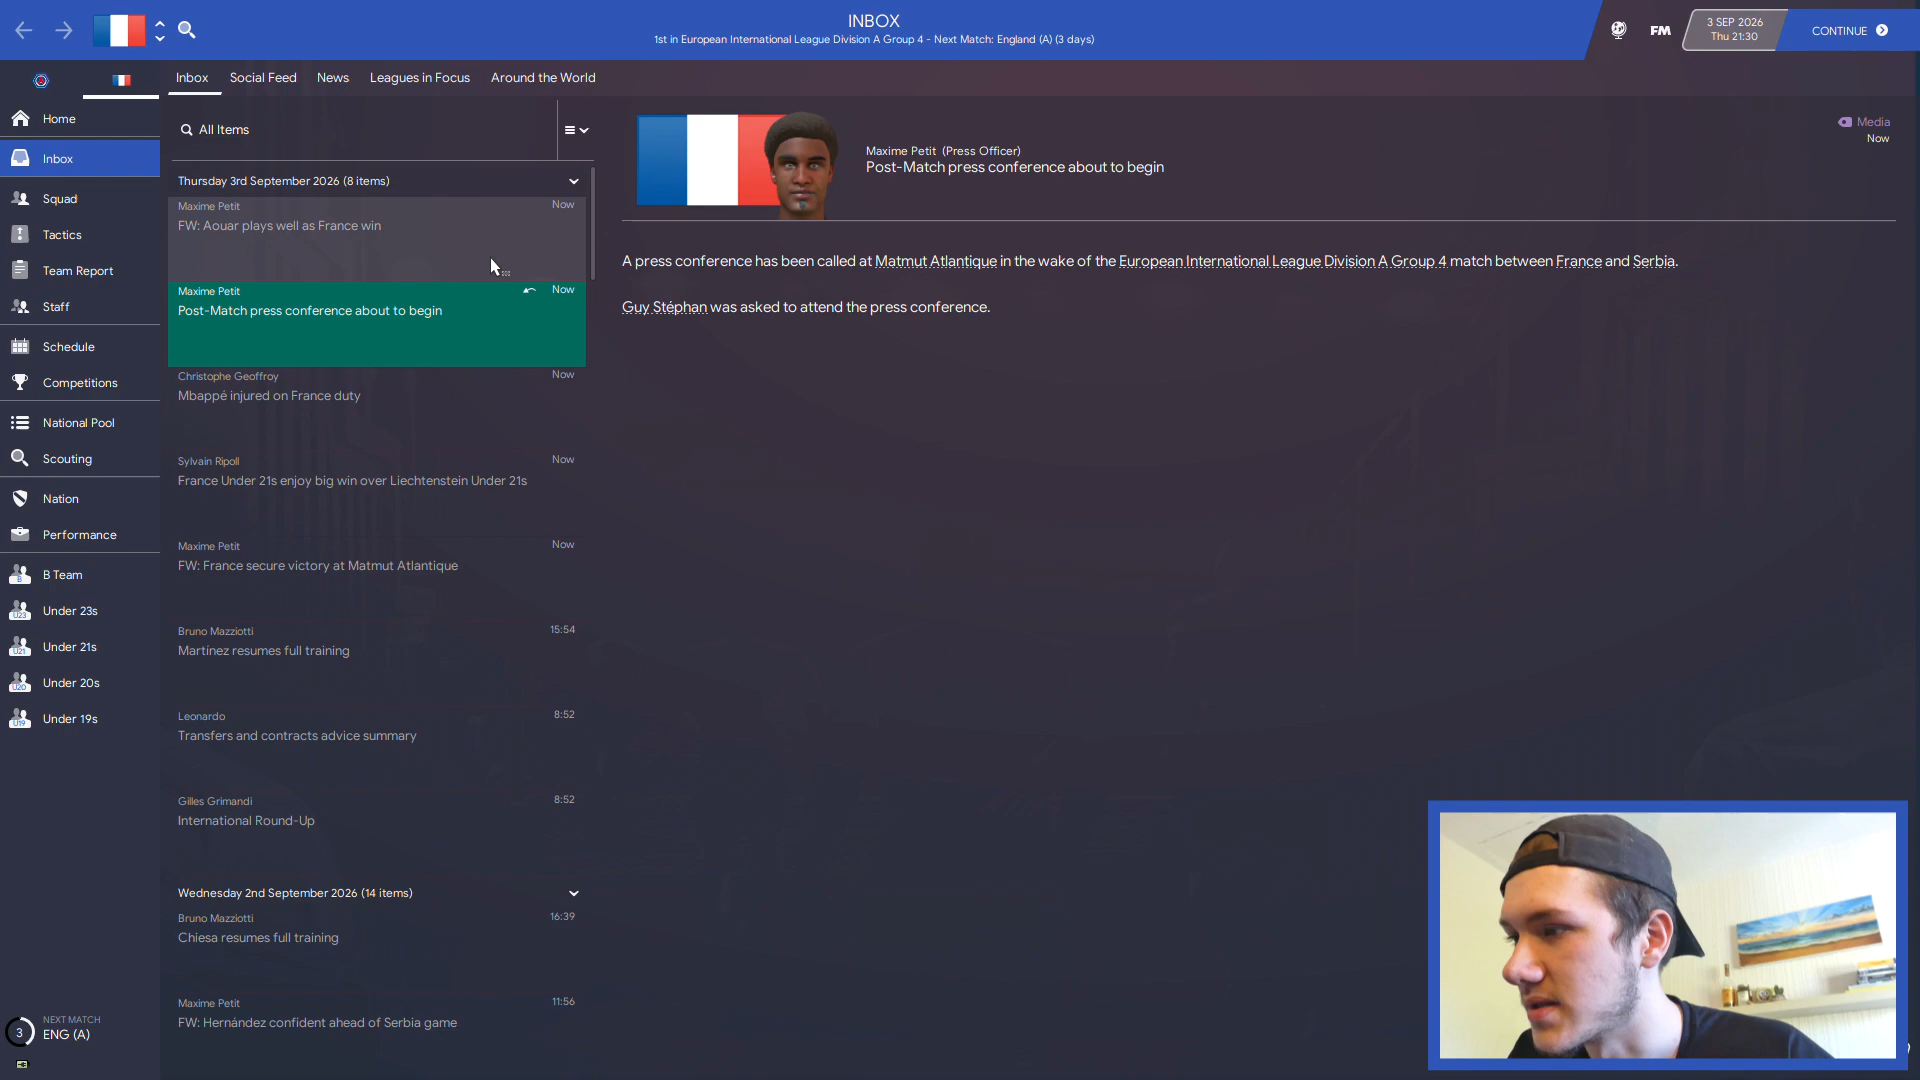 INBOX
1st in European International League Division A Group 4 - Next Match: England (A) (3 days)
FM
3 SEP 2026
Thu 21:30
CONTINUE
Inbox
Social Feed
News
Leagues in Focus
Around the World
Home
Inbox
Squad
Tactics
Team Report
Staff
Schedule
Competitions
National Pool
Scouting
Nation
Performance
B Team
Under 23s
Under 21s
Under 20s
Under 19s
3
NEXT MATCH
ENG (A)
All Items
Thursday 3rd September 2026 (8 items)
Maxime Petit
Now
FW: Aouar plays well as France win
Maxime Petit
Now
Post-Match press conference about to begin
Christophe Geoffroy
Now
Mbappé injured on France duty
Sylvain Ripoll
Now
France Under 21s enjoy big win over Liechtenstein Under 21s
Maxime Petit
Now
FW: France secure victory at Matmut Atlantique
Bruno Mazziotti
15:54
Martínez resumes full training
Leonardo
8:52
Transfers and contracts advice summary
Gilles Grimandi
8:52
International Round-Up
Wednesday 2nd September 2026 (14 items)
Bruno Mazziotti
16:39
Chiesa resumes full training
Maxime Petit
11:56
FW: Hernández confident ahead of Serbia game
Maxime Petit (Press Officer)
Post-Match press conference about to begin
Media
Now
A press conference has been called at Matmut Atlantique in the wake of the European International League Division A Group 4 match between France and Serbia.
Guy Stéphan was asked to attend the press conference.